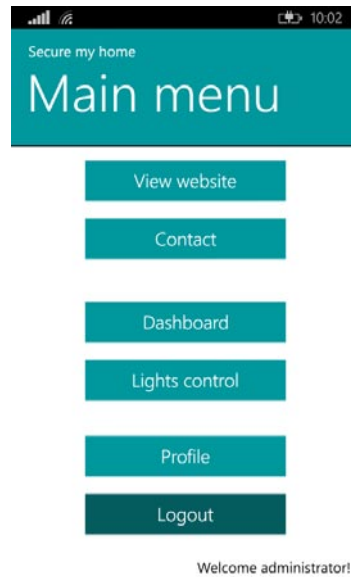 10:02
Secure my home
Main menu
View website
Contact
Dashboard
Lights control
Profile
Logout
Welcome administrator!